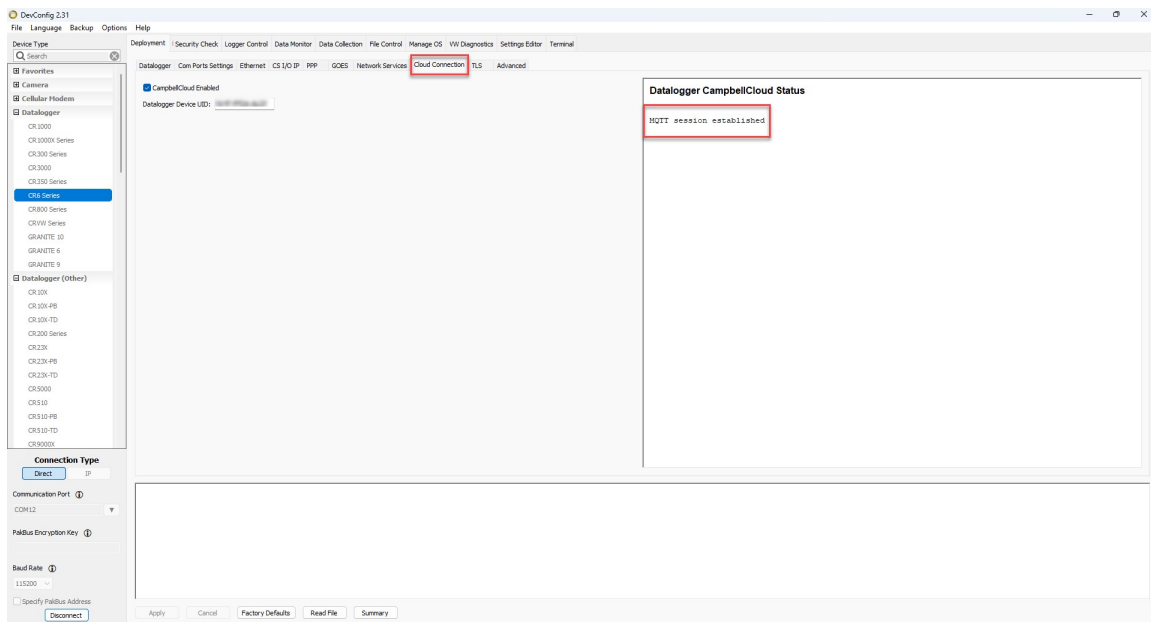 DevConfig 2.31
File Language Backup Options Help
Device Type
Search
Favorites
Camera
Cellular Modem
Datalogger
CR1000
CR1000X Series
CR300 Series
CR3000
CR350 Series
CR6 Series
CR800 Series
CRVW Series
GRANITE 10
GRANITE 6
GRANITE 9
Datalogger (Other)
CR10X
CR10X-PB
CR10X-TD
CR200 Series
CR23X
CR23X-PB
CR23X-TD
CR5000
CR510
CR510-PB
CR510-TD
CR9000X
Connection Type
Direct IP
Communication Port
COM12
PakBus Encryption Key
Baud Rate
115200
Specify PakBus Address
Disconnect
Deployment ! Security Check Logger Control Data Monitor Data Collection File Control Manage OS VW Diagnostics Settings Editor Terminal
Datalogger Com Ports Settings Ethernet CS I/O IP PPP GOES Network Services Cloud Connection TLS Advanced
CampbellCloud Enabled
Datalogger Device UID:
Datalogger CampbellCloud Status
MQTT session established
Apply Cancel Factory Defaults Read File Summary